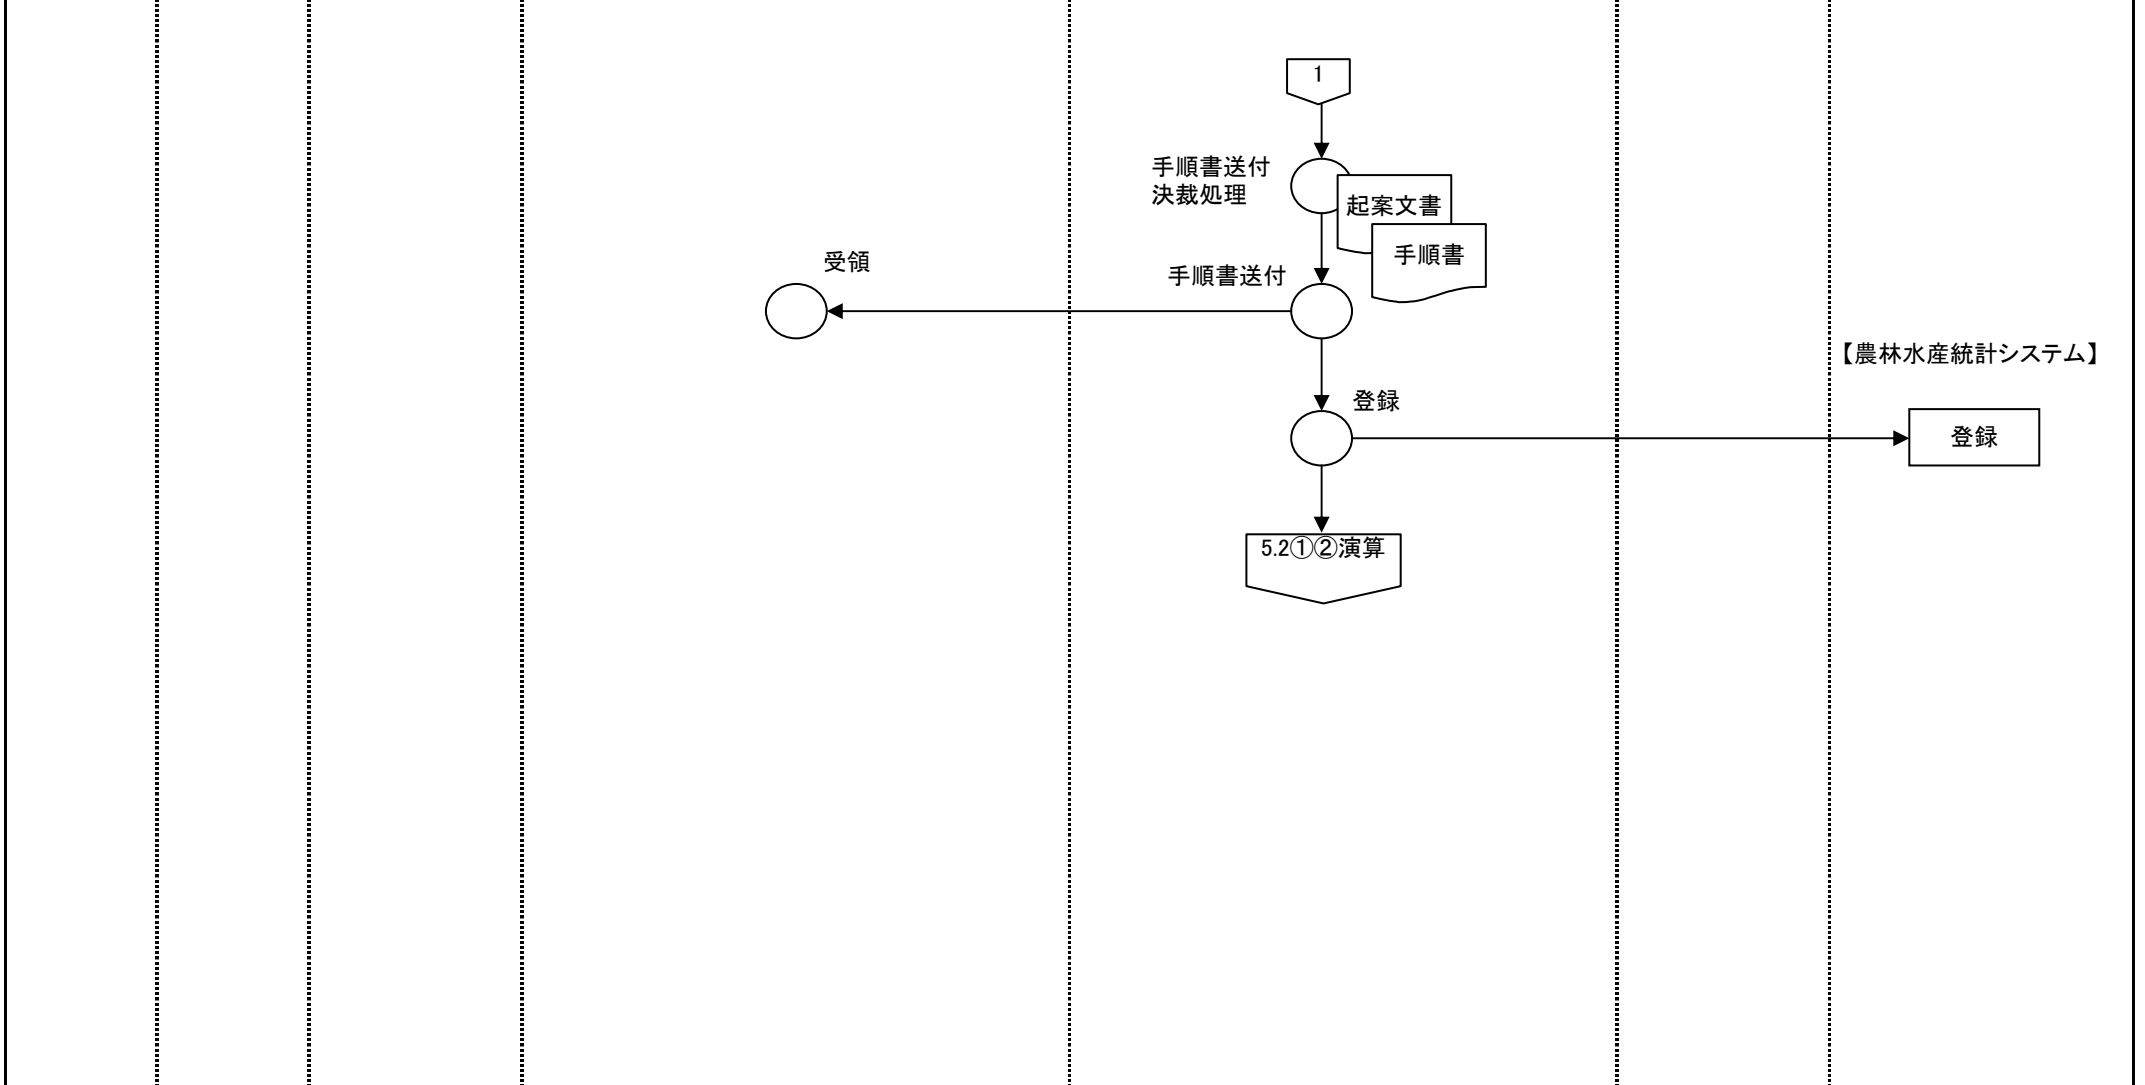 1
手順書送付
決裁処理
起案文書
手順書
受領
手順書送付
【農林水産統計システム】
登録
登録
5.2①②演算